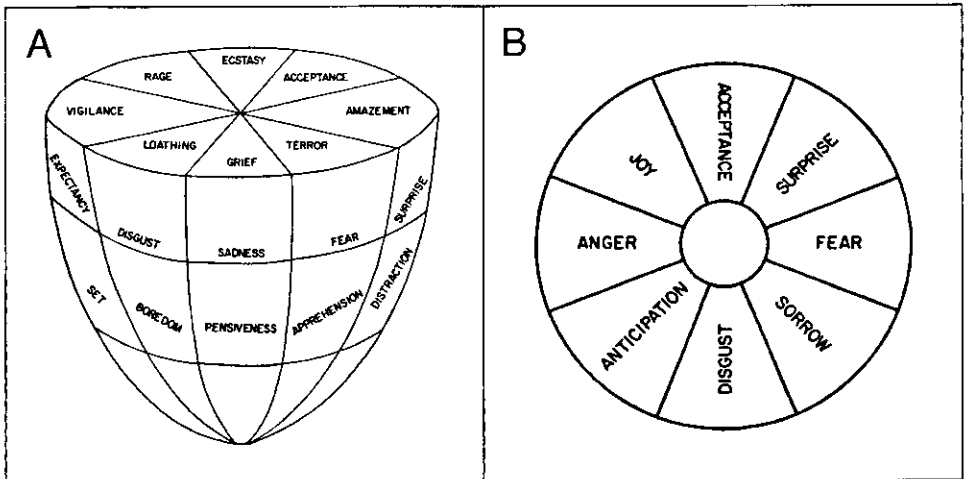 A
ECSTASY
RAGE
ACCEPTANCE
VIGILANCE
AMAZEMENT
LOATHING
GRIEF
TERROR
EXPECTANCY
DISGUST
SADNESS
FEAR
SURPRISE
SET
BOREDOM
PENSIVENESS
APPREHENSION
DISTRACTION
B
ACCEPTANCE
JOY
SURPRISE
ANGER
FEAR
ANTICIPATION
DISGUST
SORROW